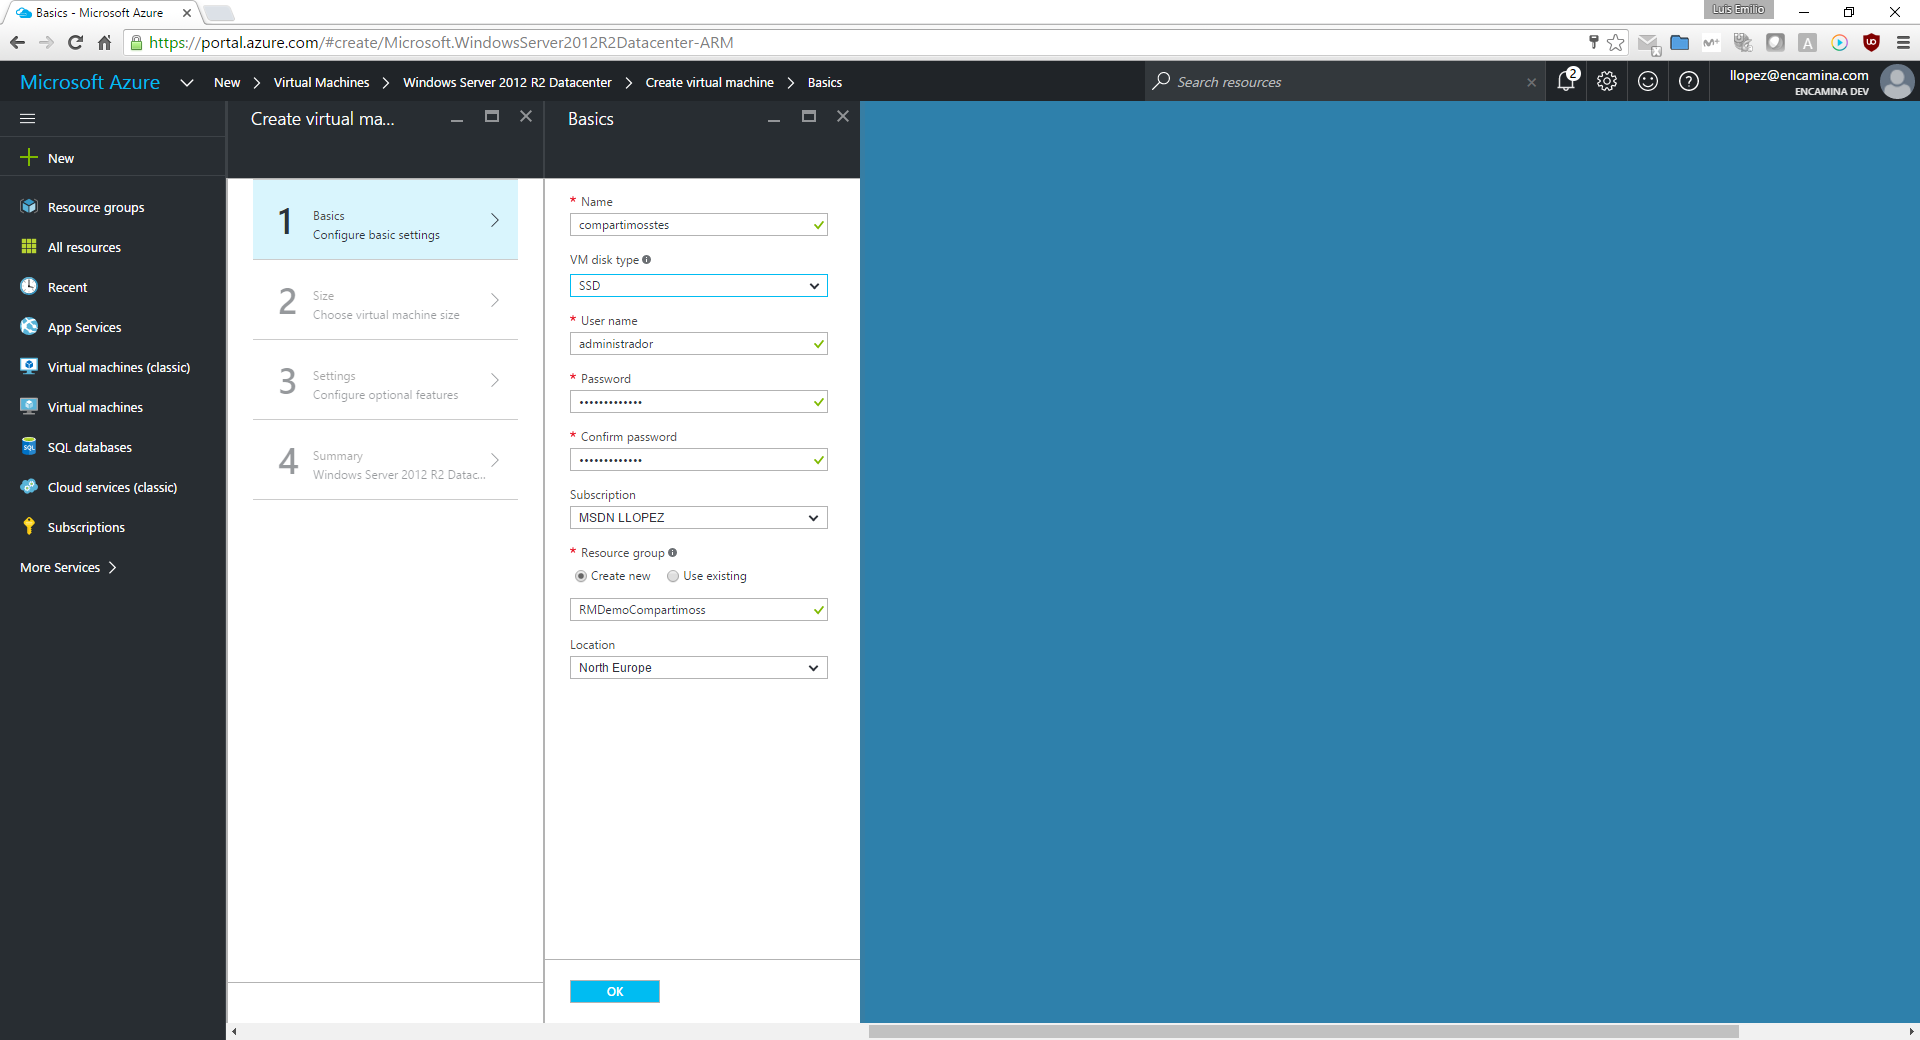 Basics - Microsoft Azure
Luis Emilio
https://portal.azure.com/#create/Microsoft.WindowsServer2012R2Datacenter-ARM
Microsoft Azure
New
Virtual Machines
Windows Server 2012 R2 Datacenter
Create virtual machine
Basics
Search resources
2
llopez@encamina.com
ENCAMINA DEV
New
Resource groups
All resources
Recent
App Services
Virtual machines (classic)
Virtual machines
SQL databases
Cloud services (classic)
Subscriptions
More Services
Create virtual ma...
1
Basics
Configure basic settings
2
Size
Choose virtual machine size
3
Settings
Configure optional features
4
Summary
Windows Server 2012 R2 Datac...
Basics
* Name
compartimosstes
VM disk type
SSD
* User name
administrador
* Password
•••••••••••••
* Confirm password
•••••••••••••
Subscription
MSDN LLOPEZ
* Resource group
Create new
Use existing
RMDemoCompartimoss
Location
North Europe
OK